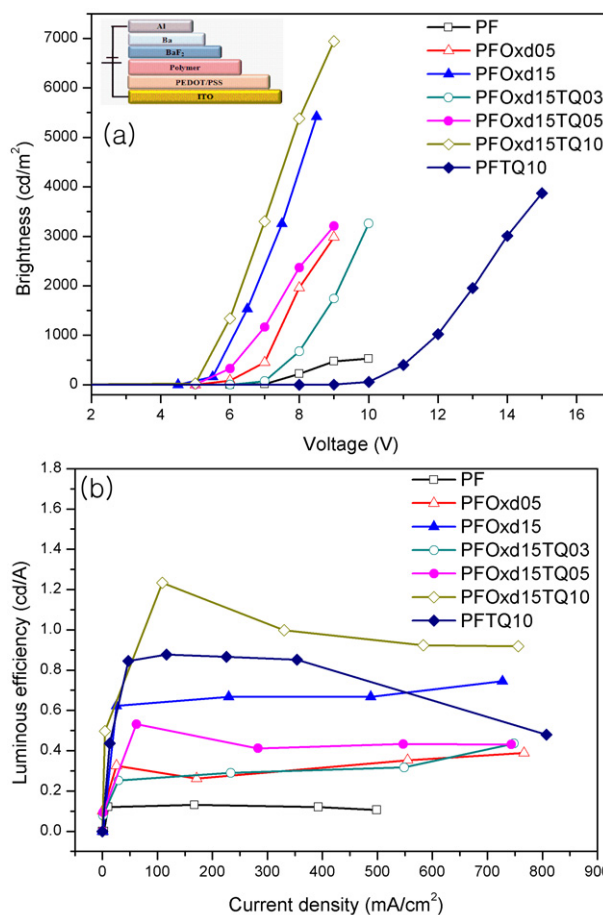 Al
Ba
BaF2
Polymer
PEDOT/PSS
ITO
(a)
PF
PFOxd05
PFOxd15
PFOxd15TQ03
PFOxd15TQ05
PFOxd15TQ10
PFTQ10
Brightness (cd/m²)
7000
6000
5000
4000
3000
2000
1000
0
2 4 6 8 10 12 14 16
Voltage (V)
(b)
PF
PFOxd05
PFOxd15
PFOxd15TQ03
PFOxd15TQ05
PFOxd15TQ10
PFTQ10
Luminous efficiency (cd/A)
1.8
1.6
1.4
1.2
1.0
0.8
0.6
0.4
0.2
0.0
0 100 200 300 400 500 600 700 800 900
Current density (mA/cm²)